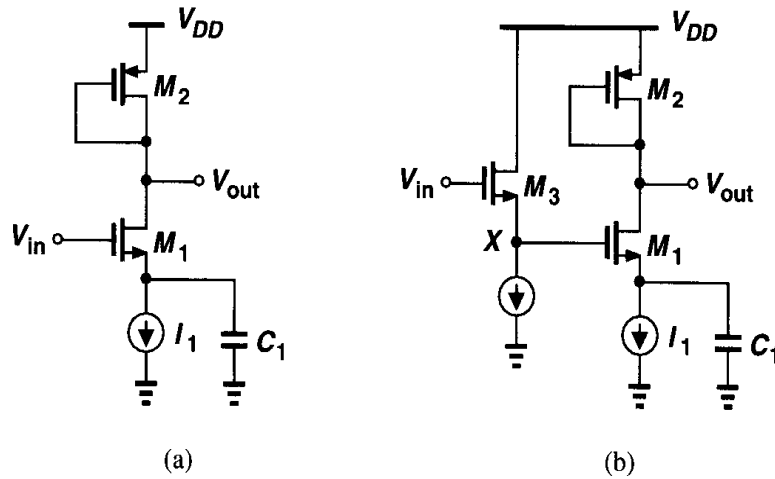 V_DD
M_2
V_out
V_in
M_1
I_1
C_1
(a)
V_DD
M_2
V_in
M_3
V_out
X
M_1
I_1
C_1
(b)